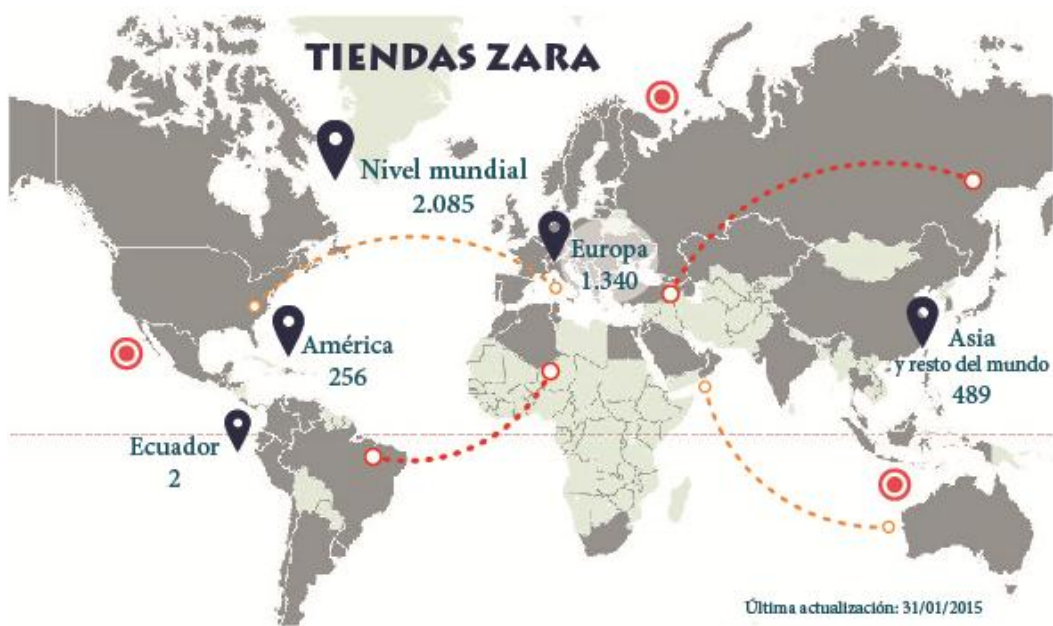 TIENDAS ZARA
Nivel mundial
2.085
Europa
1.340
América
256
Asia
y resto del mundo
489
Ecuador
2
Última actualización: 31/01/2015